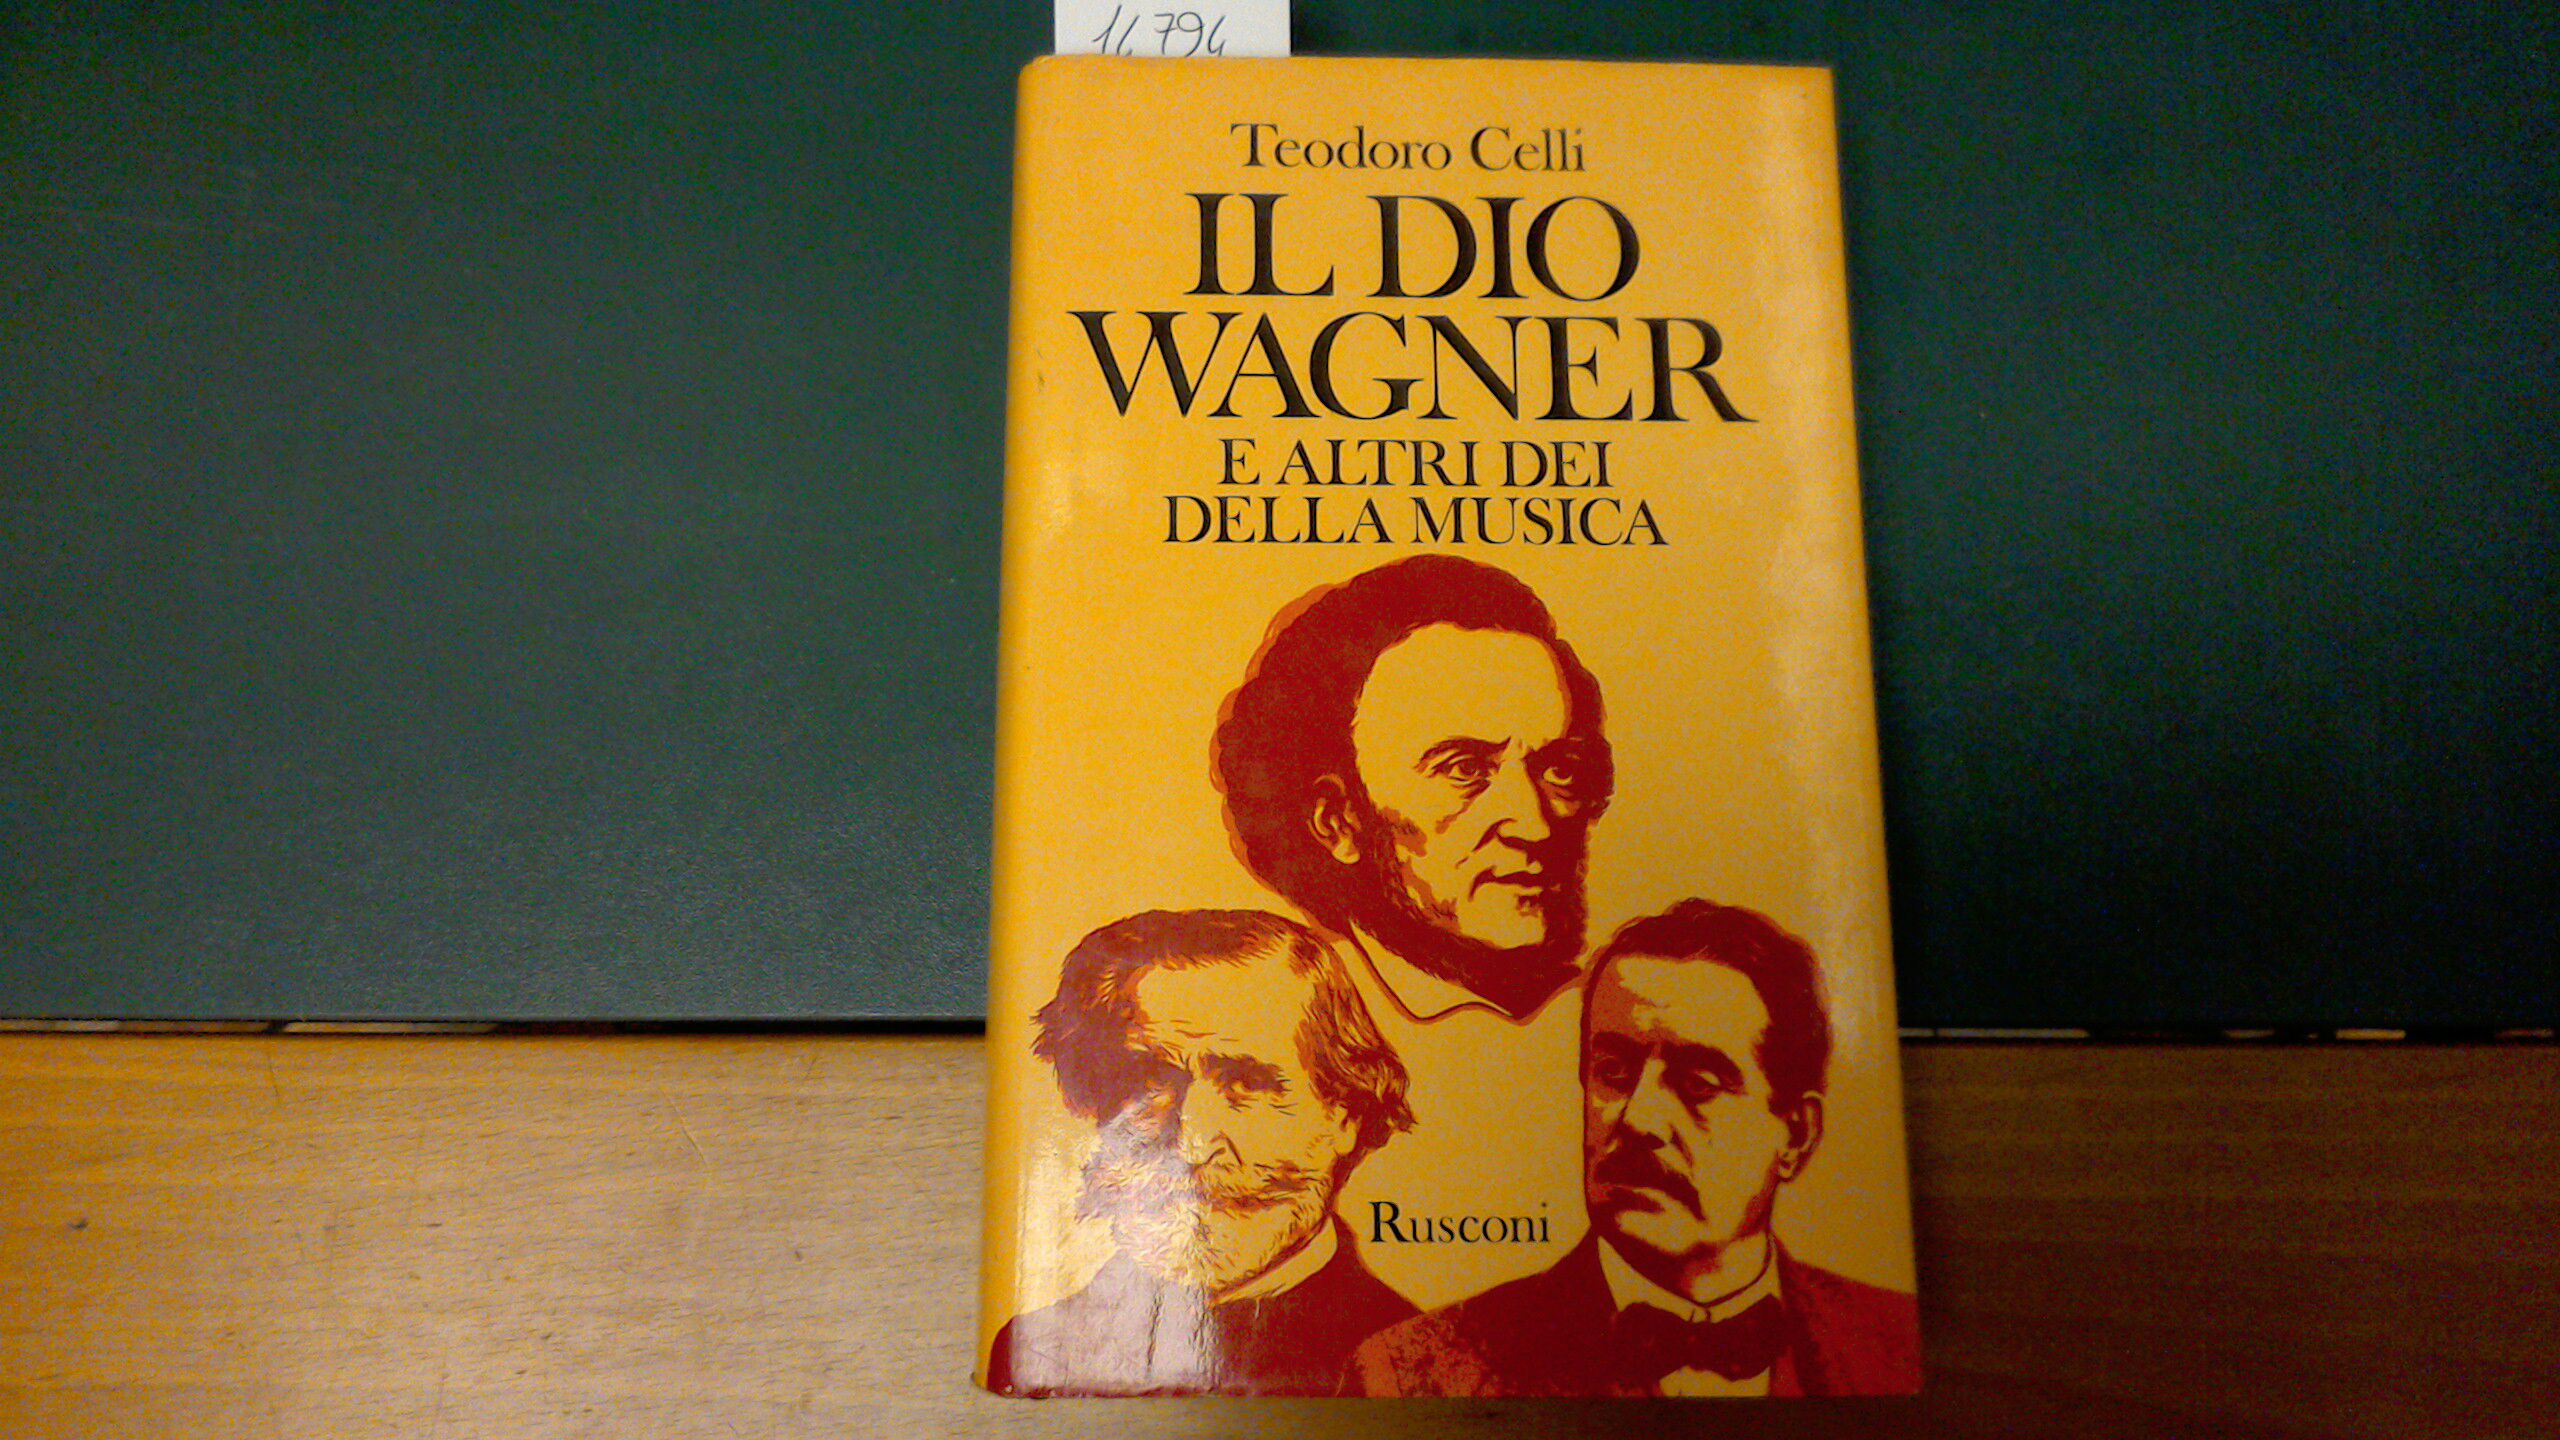 14794
Teodoro Celli
IL DIO
WAGNER
E ALTRI DEI
DELLA MUSICA
Rusconi